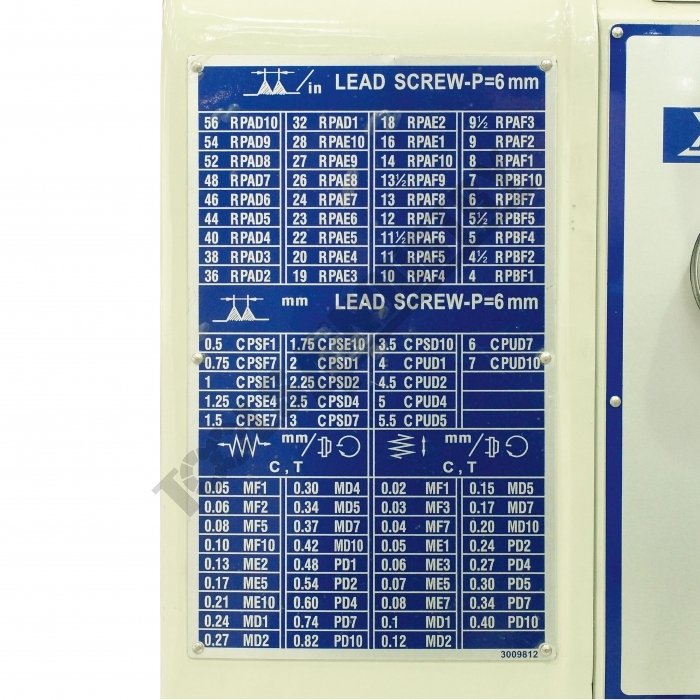 /in LEAD SCREW-P=6mm
56 RPAD10 32 RPAD1 18 RPAE2 9½ RPAF3
54 RPAD9 28 RPAE10 16 RPAE1 9 RPAF2
52 RPAD8 27 RPAE9 14 RPAF10 8 RPAF1
48 RPAD7 26 RPAE8 13½ RPAF9 7 RPBF10
46 RPAD6 24 RPAE7 13 RPAF8 6 RPBF7
44 RPAD5 23 RPAE6 12 RPAF7 5½ RPBF5
40 RPAD4 22 RPAE5 11½ RPAF6 5 RPBF4
38 RPAD3 20 RPAE4 11 RPAF5 4½ RPBF2
36 RPAD2 19 RPAE3 10 RPAF4 4 RPBF1
mm LEAD SCREW-P=6mm
0.5 CPSF1 1.75 CPSE10 3.5 CPSD10 6 CPUD7
0.75 CPSF7 2 CPSD1 4 CPUD1 7 CPUD10
1 CPSE1 2.25 CPSD2 4.5 CPUD2
1.25 CPSE4 2.5 CPSD4 5 CPUD4
1.5 CPSE7 3 CPSD7 5.5 CPUD5
mm/ mm/
C,T C,T
0.05 MF1 0.30 MD4 0.02 MF1 0.15 MD5
0.06 MF2 0.34 MD5 0.03 MF3 0.17 MD7
0.08 MF5 0.37 MD7 0.04 MF7 0.20 MD10
0.10 MF10 0.42 MD10 0.05 ME1 0.24 PD2
0.13 ME2 0.48 PD1 0.06 ME3 0.27 PD4
0.17 ME5 0.54 PD2 0.07 ME5 0.30 PD5
0.21 ME10 0.60 PD4 0.08 ME7 0.34 PD7
0.24 MD1 0.74 PD7 0.1 MD1 0.40 PD10
0.27 MD2 0.82 PD10 0.12 MD2
3009812